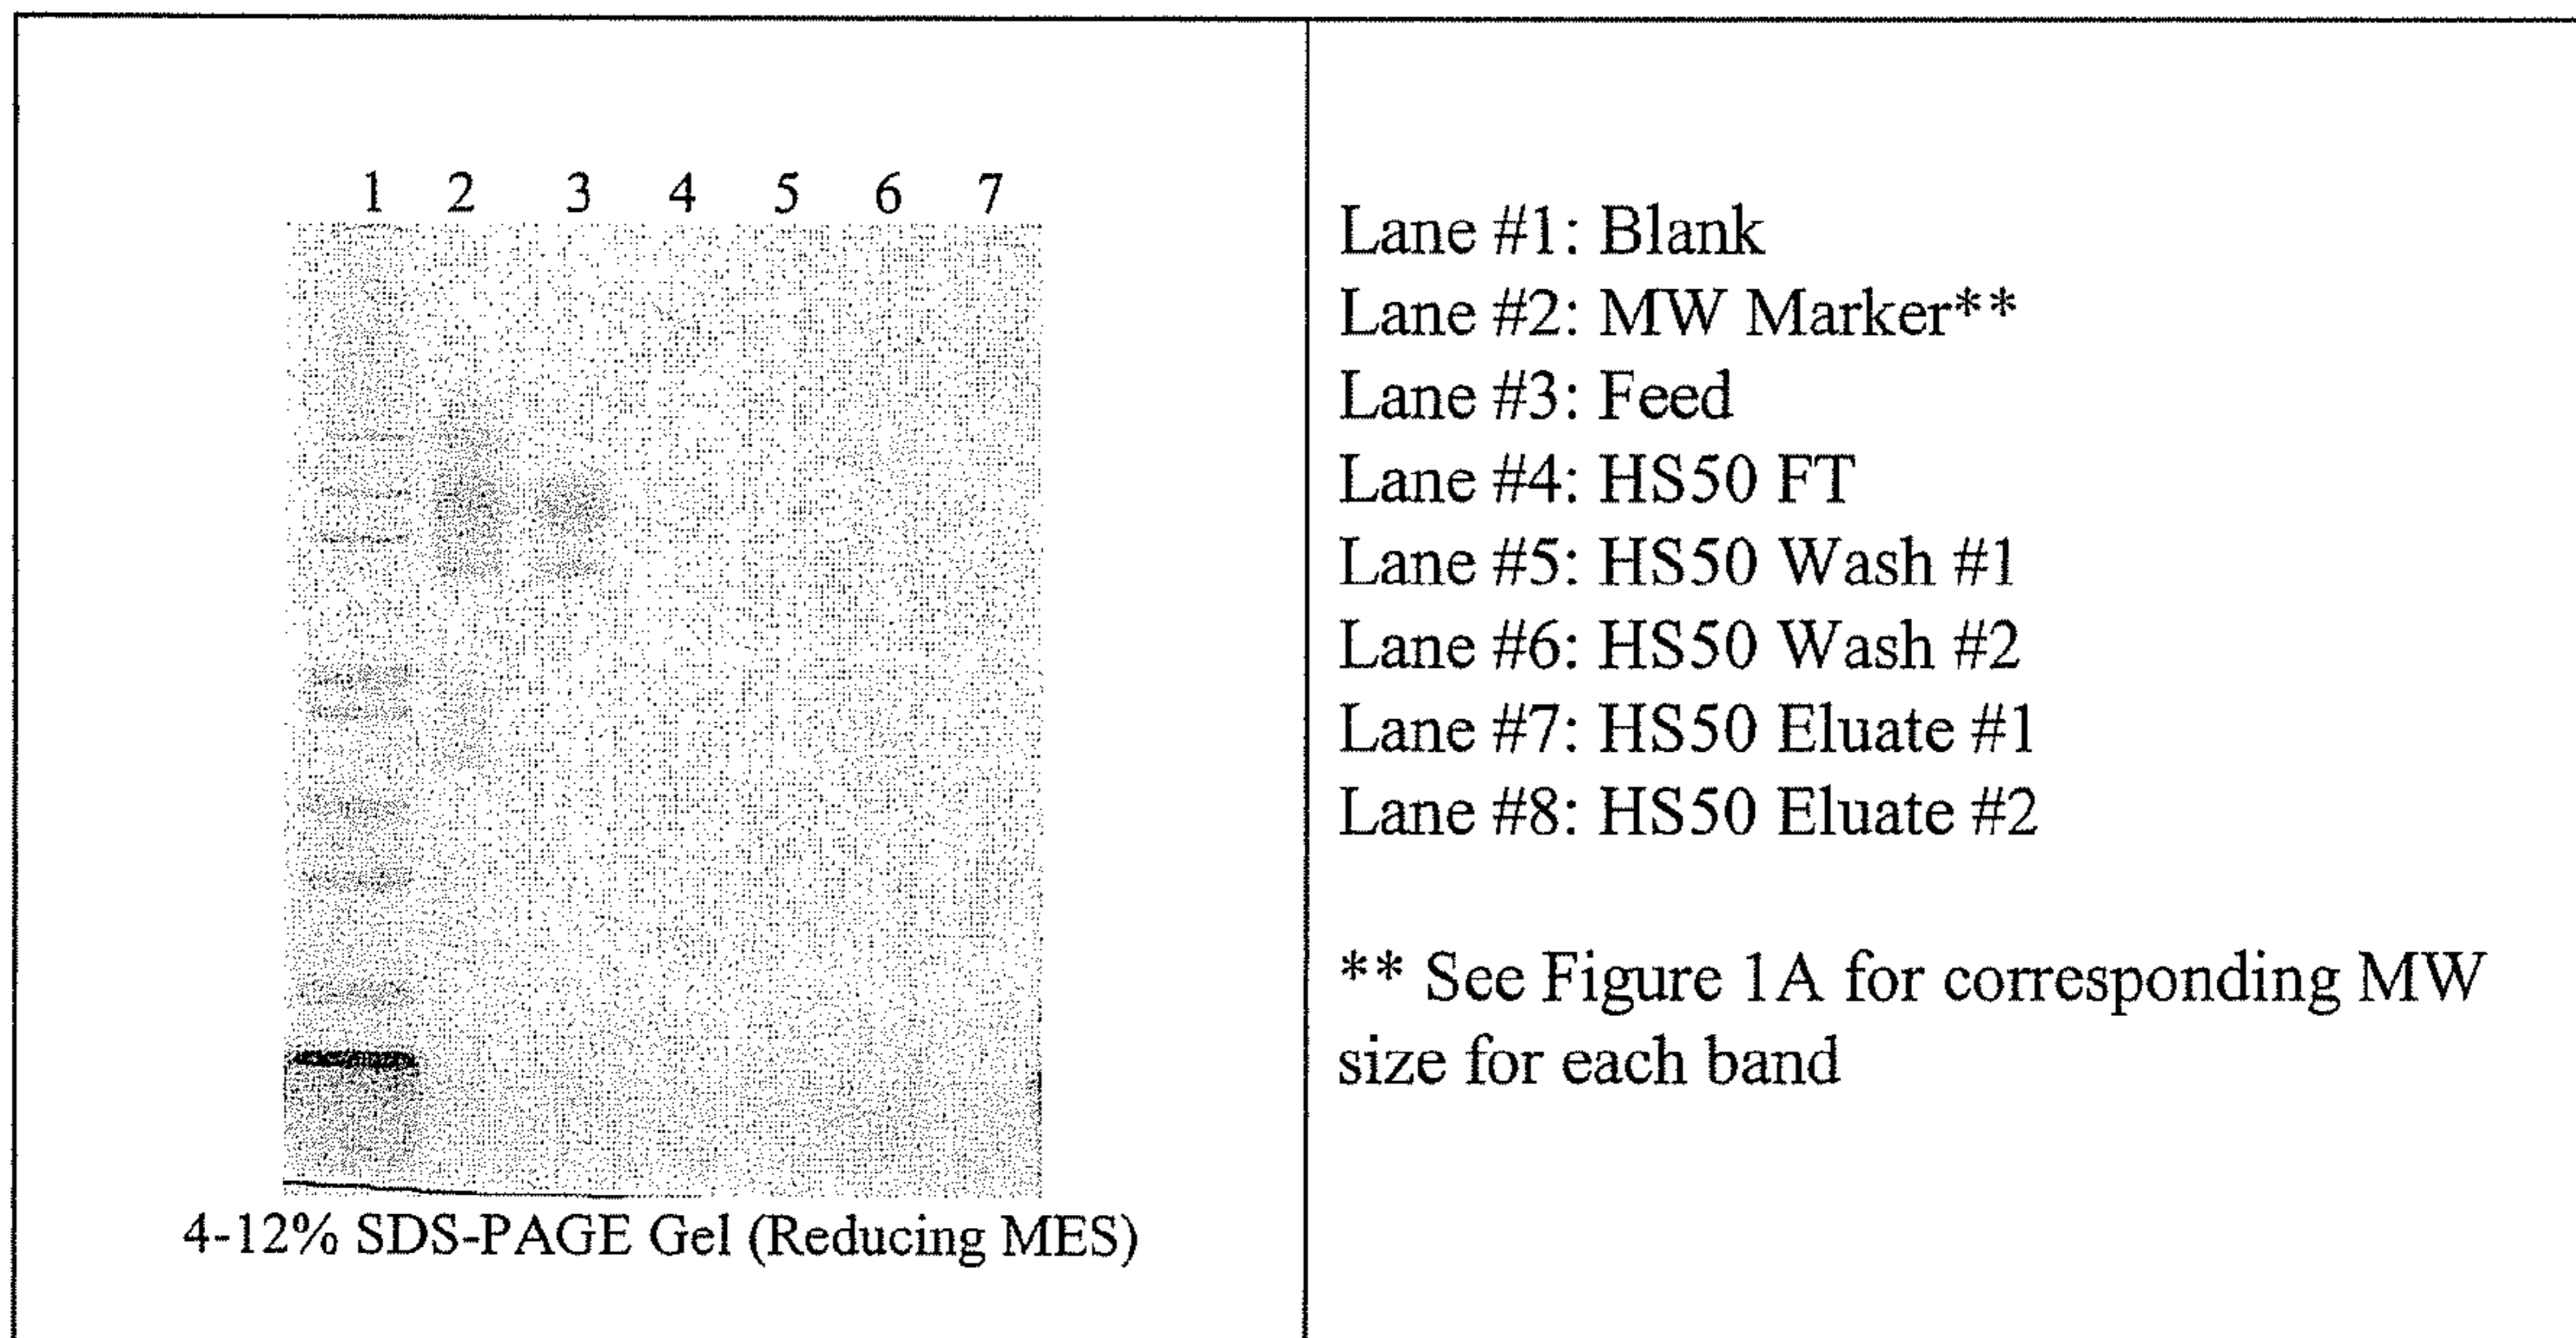 1 2 3 4 5 6 7
4-12% SDS-PAGE Gel (Reducing MES)
Lane #1: Blank
Lane #2: MW Marker**
Lane #3: Feed
Lane #4: HS50 FT
Lane #5: HS50 Wash #1
Lane #6: HS50 Wash #2
Lane #7: HS50 Eluate #1
Lane #8: HS50 Eluate #2
** See Figure 1A for corresponding MW
size for each band